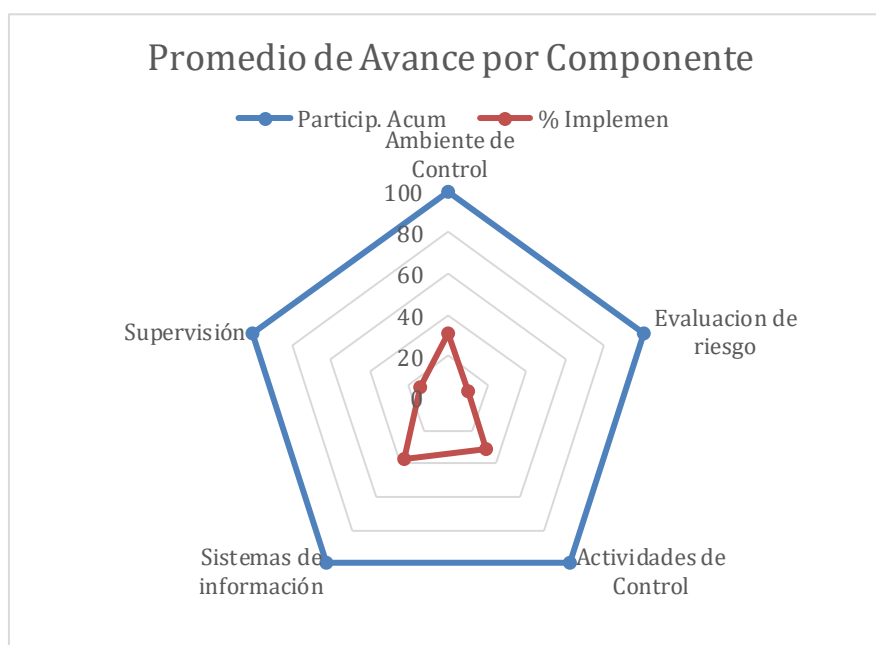 Promedio de Avance por Componente
Particip. Acum
% Implemen
Ambiente de
Control
100
80
60
40
20
0
Evaluacion de
riesgo
Supervisión
Sistemas de
información
Actividades de
Control